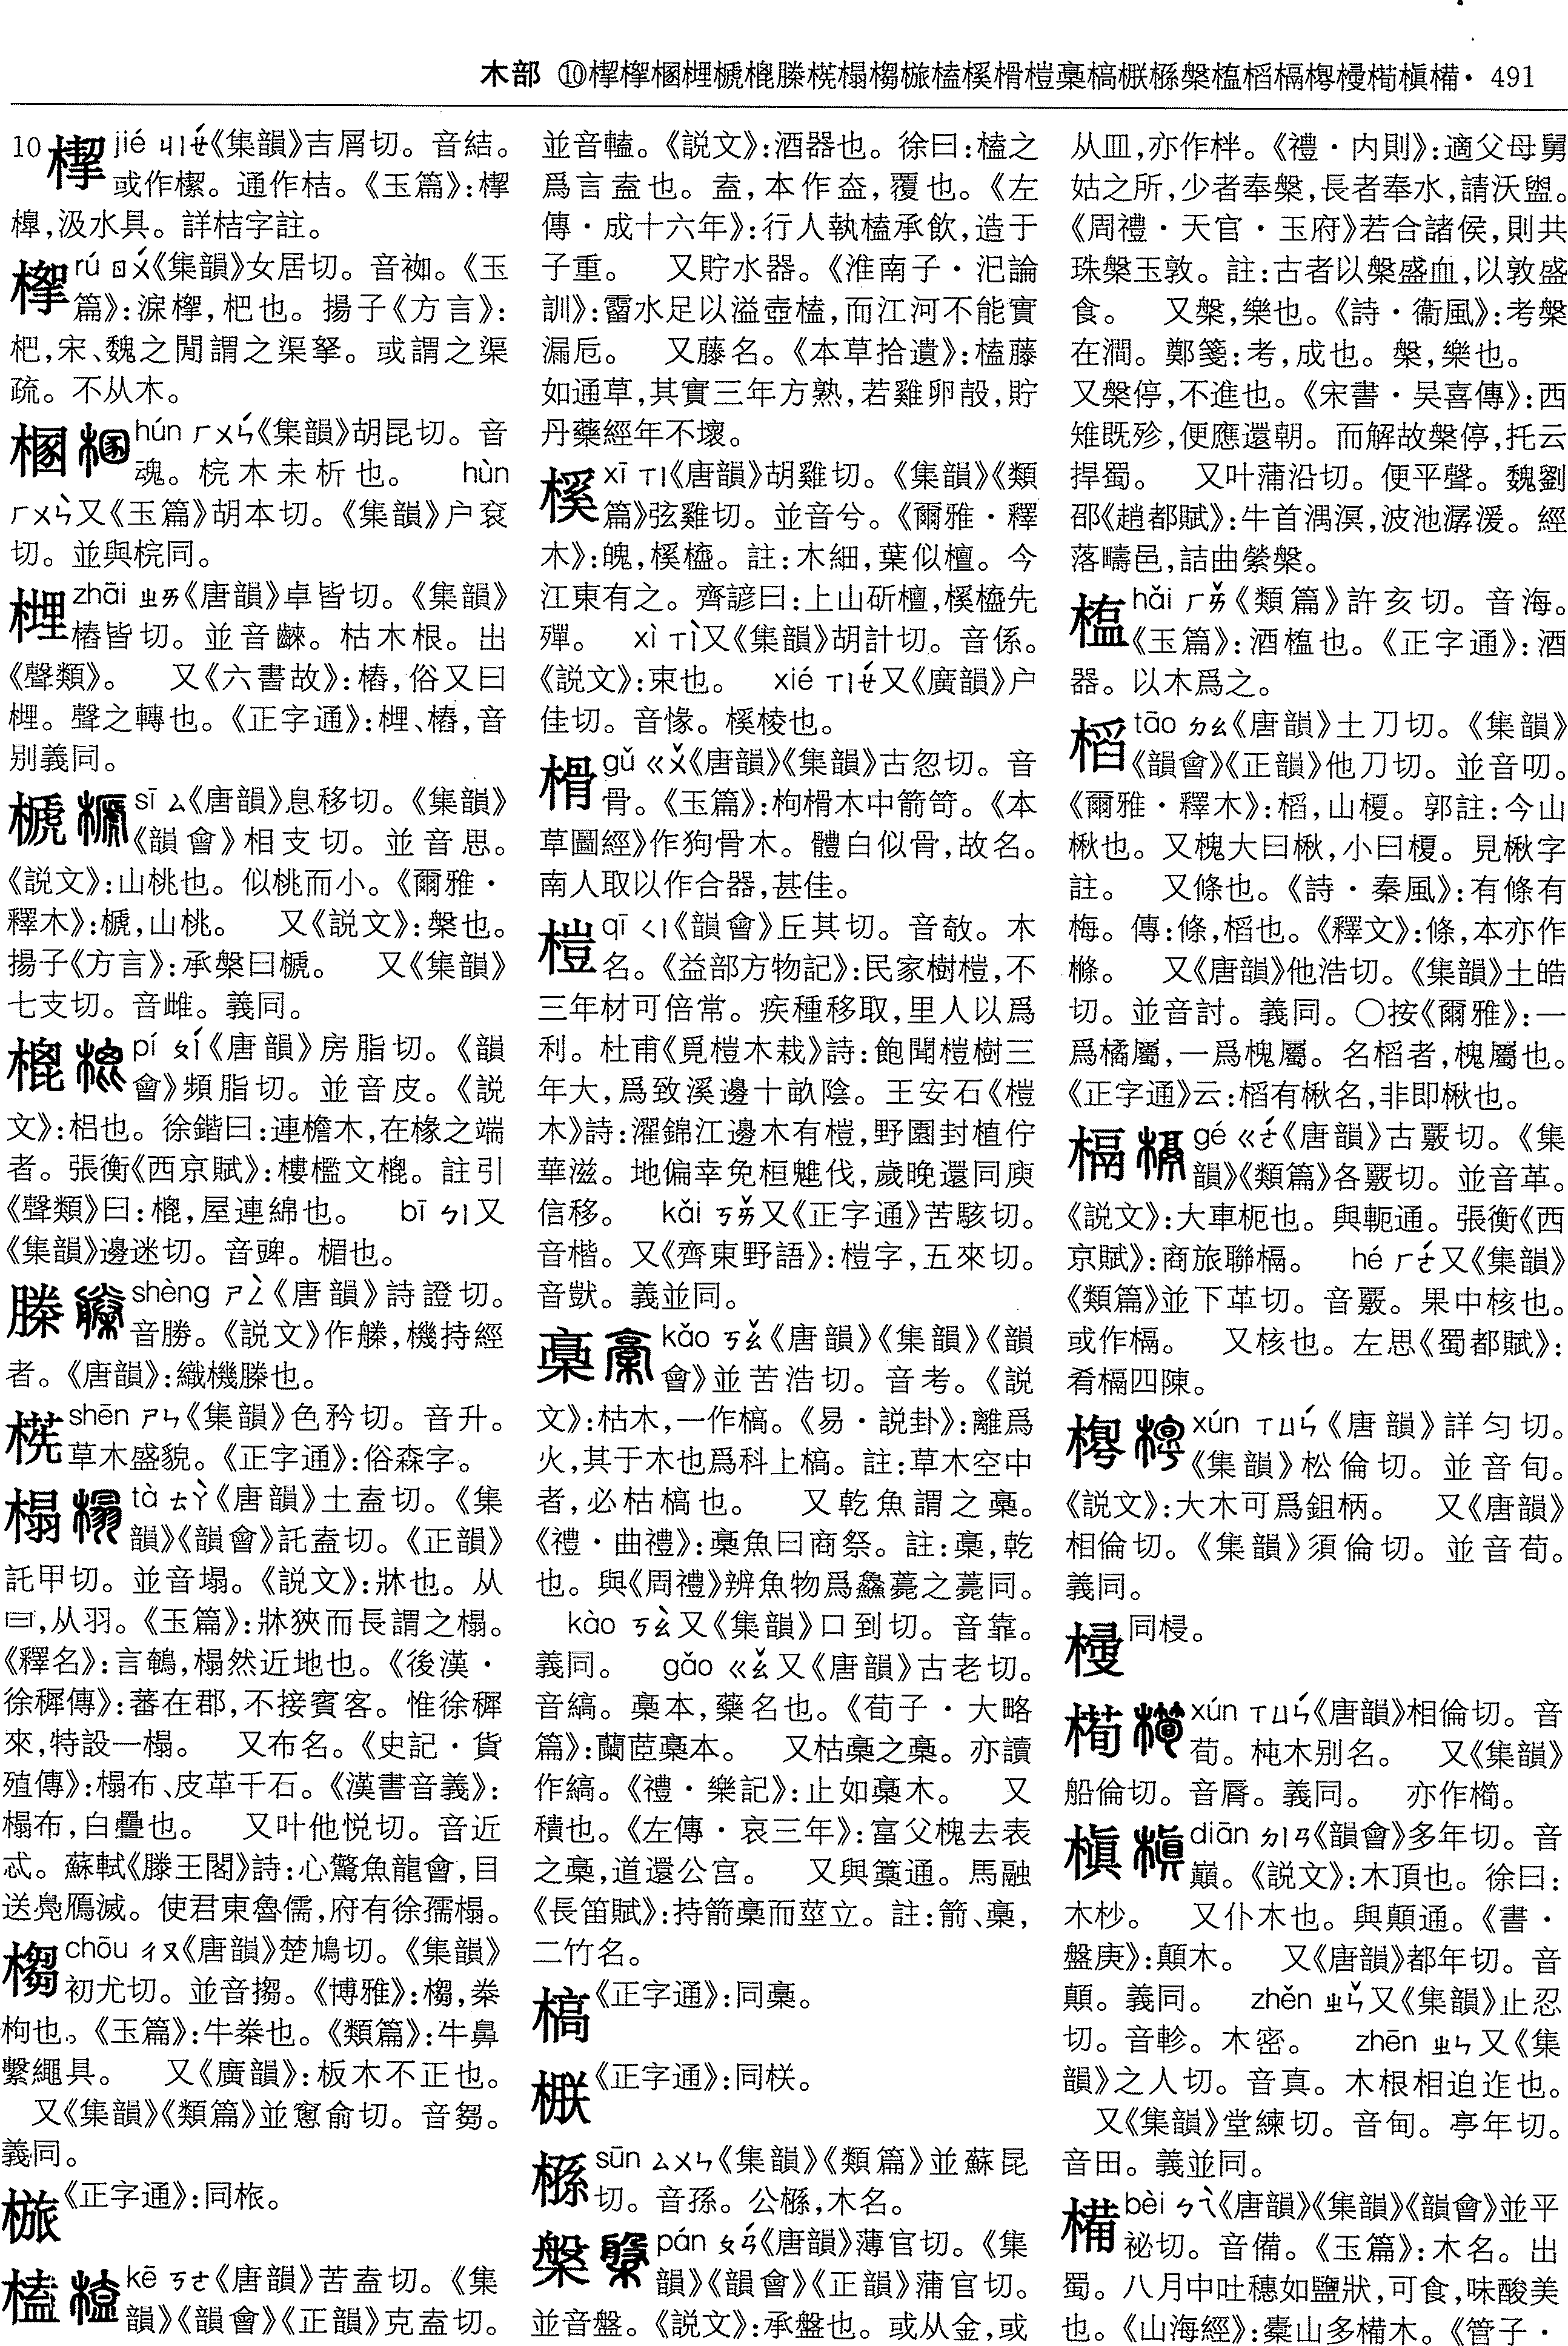 木部 ⑩楔㮯梱梩榹槐榺㮡榻㮲㮛榼榽榾榿槀槁㮸槂槃榏槄槅㮬㮈㮴槙㭭· 491
10 㮮 jié ㄐㄧㄝˊ《集韻》吉屑切。音結。
或作㮮。通作桔。《玉篇》:㮮
槔,汲水具。詳桔字註。
rú ㄖㄨˊ《集韻》女居切。音袽。《玉
篇》:淚㮯,杷也。揚子《方言》:
杷,宋、魏之閒謂之渠挐。或謂之渠
疏。不从木。
hún ㄏㄨㄣˊ《集韻》胡昆切。音
魂。梡木未析也。 hùn
ㄏㄨㄣˋ又《玉篇》胡本切。《集韻》户衮
切。並與梡同。
zhāi ㄓㄞ《唐韻》卓皆切。《集韻》
樁皆切。並音𪘨。枯木根。出
《聲類》。 又《六書故》:樁,俗又曰
梩。聲之轉也。《正字通》:梩、樁,音
别義同。
榹 sī ㄙ《唐韻》息移切。《集韻》
《韻會》相支切。並音思。
《説文》:山桃也。似桃而小。《爾雅·
釋木》:榹,山桃。 又《説文》:槃也。
揚子《方言》:承槃曰榹。 又《集韻》
七支切。音雌。義同。
㮰 pí ㄆㄧˊ《唐韻》房脂切。《韻
會》頻脂切。並音皮。《説
文》:梠也。徐鍇曰:連檐木,在椽之端
者。張衡《西京賦》:樓檻文㮰。註引
《聲類》曰:㮰,屋連綿也。 bī ㄅㄧ又
《集韻》邊迷切。音豍。楣也。
榺 shèng ㄕㄥˋ《唐韻》詩證切。
音勝。《説文》作榺,機持經
者。《唐韻》:織機榺也。
shēn ㄕㄣ《集韻》色矜切。音升。
草木盛貌。《正字通》:俗森字。
榻 tà ㄊㄚˋ《唐韻》土盍切。《集
韻》《韻會》託盍切。《正韻》
託甲切。並音塌。《説文》:牀也。从
曰,从羽。《玉篇》:牀狹而長謂之榻。
《釋名》:言鶴,榻然近地也。《後漢·
徐穉傳》:蕃在郡,不接賓客。惟徐穉
來,特設一榻。 又布名。《史記·貨
殖傳》:榻布、皮革千石。《漢書音義》:
榻布,白疊也。 又叶他悦切。音近
忒。蘇軾《滕王閣》詩:心驚魚龍會,目
送鳧鴈滅。使君東魯儒,府有徐孺榻。
㮲 chōu ㄔㄡ《唐韻》楚鳩切。《集韻》
初尤切。並音搊。《博雅》:㮲,桊
枸也。《玉篇》:牛桊也。《類篇》:牛鼻
繫繩具。 又《廣韻》:板木不正也。
又《集韻》《類篇》並窻俞切。音芻。
義同。
《正字通》:同㭃。
榼 kē ㄎㄜ《唐韻》苦盍切。《集
韻》《韻會》《正韻》克盍切。
並音磕。《説文》:酒器也。徐曰:榼之
爲言盍也。盍,本作盇,覆也。《左
傳·成十六年》:行人執榼承飲,造于
子重。 又貯水器。《淮南子·汜論
訓》:霤水足以溢壺榼,而江河不能實
漏卮。 又藤名。《本草拾遺》:榼藤
如通草,其實三年方熟,若雞卵殻,貯
丹藥經年不壞。
榽 xī ㄒㄧ《唐韻》胡雞切。《集韻》《類
篇》弦雞切。並音兮。《爾雅·釋
木》:魄,榽橀。註:木細,葉似檀。今
江東有之。齊諺曰:上山斫檀,榽橀先
殫。 xì ㄒㄧˋ又《集韻》胡計切。音係。
《説文》:束也。 xié ㄒㄧㄝˊ又《廣韻》户
佳切。音㥟。榽棱也。
榾 gǔ ㄍㄨˇ《唐韻》《集韻》古忽切。音
骨。《玉篇》:枸榾木中箭笴。《本
草圖經》作狗骨木。體白似骨,故名。
南人取以作合器,甚佳。
榿 qī ㄑㄧ《韻會》丘其切。音敧。木
名。《益部方物記》:民家樹榿,不
三年材可倍常。疾種移取,里人以爲
利。杜甫《覓榿木栽》詩:飽聞榿樹三
年大,爲致溪邊十畝陰。王安石《榿
木》詩:濯錦江邊木有榿,野園封植佇
華滋。地偏幸免桓魋伐,歲晚還同庾
信移。 kǎi ㄎㄞˇ又《正字通》苦駭切。
音楷。又《齊東野語》:榿字,五來切。
音獃。義並同。
槀 kǎo ㄎㄠˇ《唐韻》《集韻》《韻
會》並苦浩切。音考。《説
文》:枯木,一作槁。《易·説卦》:離爲
火,其于木也爲科上槁。註:草木空中
者,必枯槁也。 又乾魚謂之槀。
《禮·曲禮》:槀魚曰商祭。註:槀,乾
也。與《周禮》辨魚物爲鱻薧之薧同。
kào ㄎㄠˋ又《集韻》口到切。音靠。
義同。 gǎo ㄍㄠˇ又《唐韻》古老切。
音縞。槀本,藥名也。《荀子·大略
篇》:蘭茝槀本。 又枯槀之槀。亦讀
作縞。《禮·樂記》:止如槀木。 又
積也。《左傳·哀三年》:富父槐去表
之槀,道還公宫。 又與藁通。馬融
《長笛賦》:持箭槀而莖立。註:箭、槀,
二竹名。
槁 《正字通》:同槀。
《正字通》:同栚。
槂 sūn ㄙㄨㄣ《集韻》《類篇》並蘇昆
切。音孫。公槂,木名。
槃 pán ㄆㄢˊ《唐韻》薄官切。《集
韻》《韻會》《正韻》蒲官切。
並音盤。《説文》:承盤也。或从金,或
从皿,亦作柈。《禮·内則》:適父母舅
姑之所,少者奉槃,長者奉水,請沃盥。
《周禮·天官·玉府》若合諸侯,則共
珠槃玉敦。註:古者以槃盛血,以敦盛
食。 又槃,樂也。《詩·衞風》:考槃
在澗。鄭箋:考,成也。槃,樂也。
又槃停,不進也。《宋書·吴喜傳》:西
雉既殄,便應還朝。而解故槃停,托云
捍蜀。 又叶蒲沿切。便平聲。魏劉
邵《趙都賦》:牛首湡溟,波池潺湲。經
落疇邑,詰曲縈槃。
hǎi ㄏㄞˇ《類篇》許亥切。音海。
《玉篇》:酒榏也。《正字通》:酒
器。以木爲之。
槄 tāo ㄊㄠ《唐韻》土刀切。《集韻》
《韻會》《正韻》他刀切。並音叨。
《爾雅·釋木》:槄,山榎。郭註:今山
楸也。又槐大曰楸,小曰榎。見楸字
註。 又條也。《詩·秦風》:有條有
梅。傳:條,槄也。《釋文》:條,本亦作
樤。 又《唐韻》他浩切。《集韻》土皓
切。並音討。義同。〇按《爾雅》:一
爲橘屬,一爲槐屬。名槄者,槐屬也。
《正字通》云:槄有楸名,非即楸也。
槅 gé ㄍㄜˊ《唐韻》古覈切。《集
韻》《類篇》各覈切。並音革。
《説文》:大車枙也。與軛通。張衡《西
京賦》:商旅聯槅。 hé ㄏㄜˊ又《集韻》
《類篇》並下革切。音覈。果中核也。
或作槅。 又核也。左思《蜀都賦》:
肴槅四陳。
xún ㄒㄩㄣˊ《唐韻》詳匀切。
《集韻》松倫切。並音旬。
《説文》:大木可爲鉏柄。 又《唐韻》
相倫切。《集韻》須倫切。並音荀。
義同。
同梫。
xún ㄒㄩㄣˊ《唐韻》相倫切。音
荀。杶木别名。 又《集韻》
船倫切。音脣。義同。 亦作橁。
槙 diān ㄉㄧㄢ《韻會》多年切。音
巔。《説文》:木頂也。徐曰:
木杪。 又仆木也。與顛通。《書·
盤庚》:顛木。 又《唐韻》都年切。音
顛。義同。 zhěn ㄓㄣˇ又《集韻》止忍
切。音軫。木密。 zhēn ㄓㄣ又《集
韻》之人切。音真。木根相迫迮也。
又《集韻》堂練切。音甸。亭年切。
音田。義並同。
bèi ㄅㄟˋ《唐韻》《集韻》《韻會》並平
祕切。音備。《玉篇》:木名。出
蜀。八月中吐穗如鹽狀,可食,味酸美
也。《山海經》:橐山多㭭木。《管子·